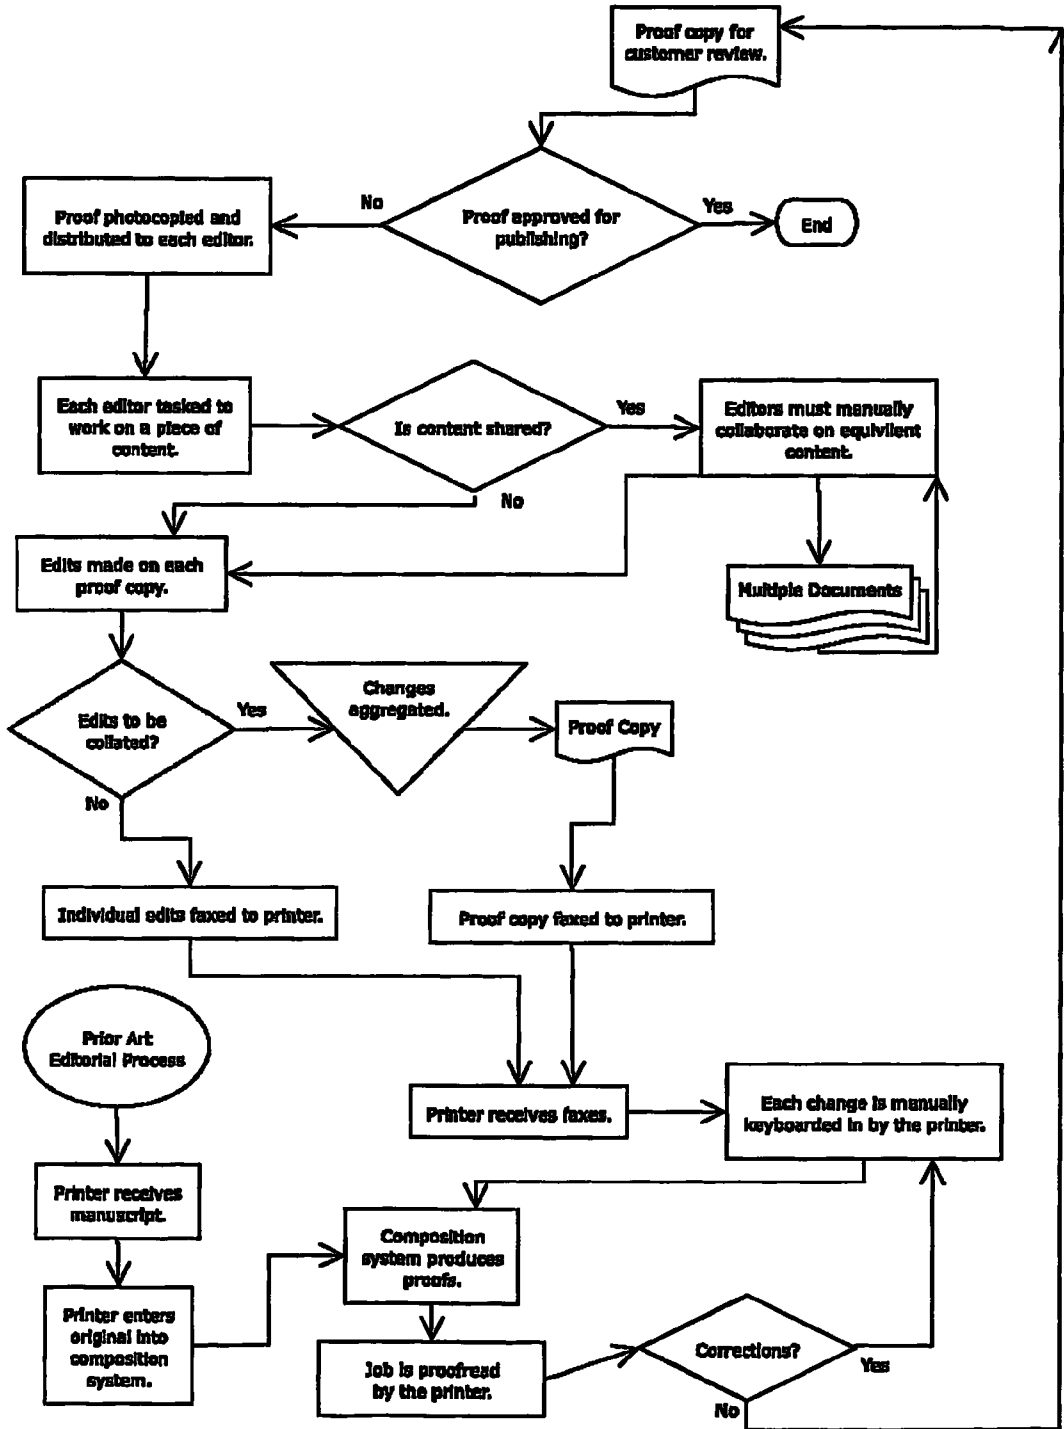 Proof copy for
customer review.
Proof approved for
publishing?
No
Yes
End
Proof photocopied and
distributed to each editor.
Each editor tasked to
work on a piece of
content.
Is content shared?
Yes
No
Editors must manually
collaborate on equivilent
content.
Multiple Documents
Edits made on each
proof copy.
Edits to be
collated?
Yes
No
Changes
aggregated.
Proof Copy
Individual edits faxed to printer.
Proof copy faxed to printer.
Prior Art
Editorial Process
Printer receives faxes.
Each change is manually
keyboarded in by the printer.
Printer receives
manuscript.
Printer enters
original into
composition
system.
Composition
system produces
proofs.
Job is proofread
by the printer.
Corrections?
Yes
No